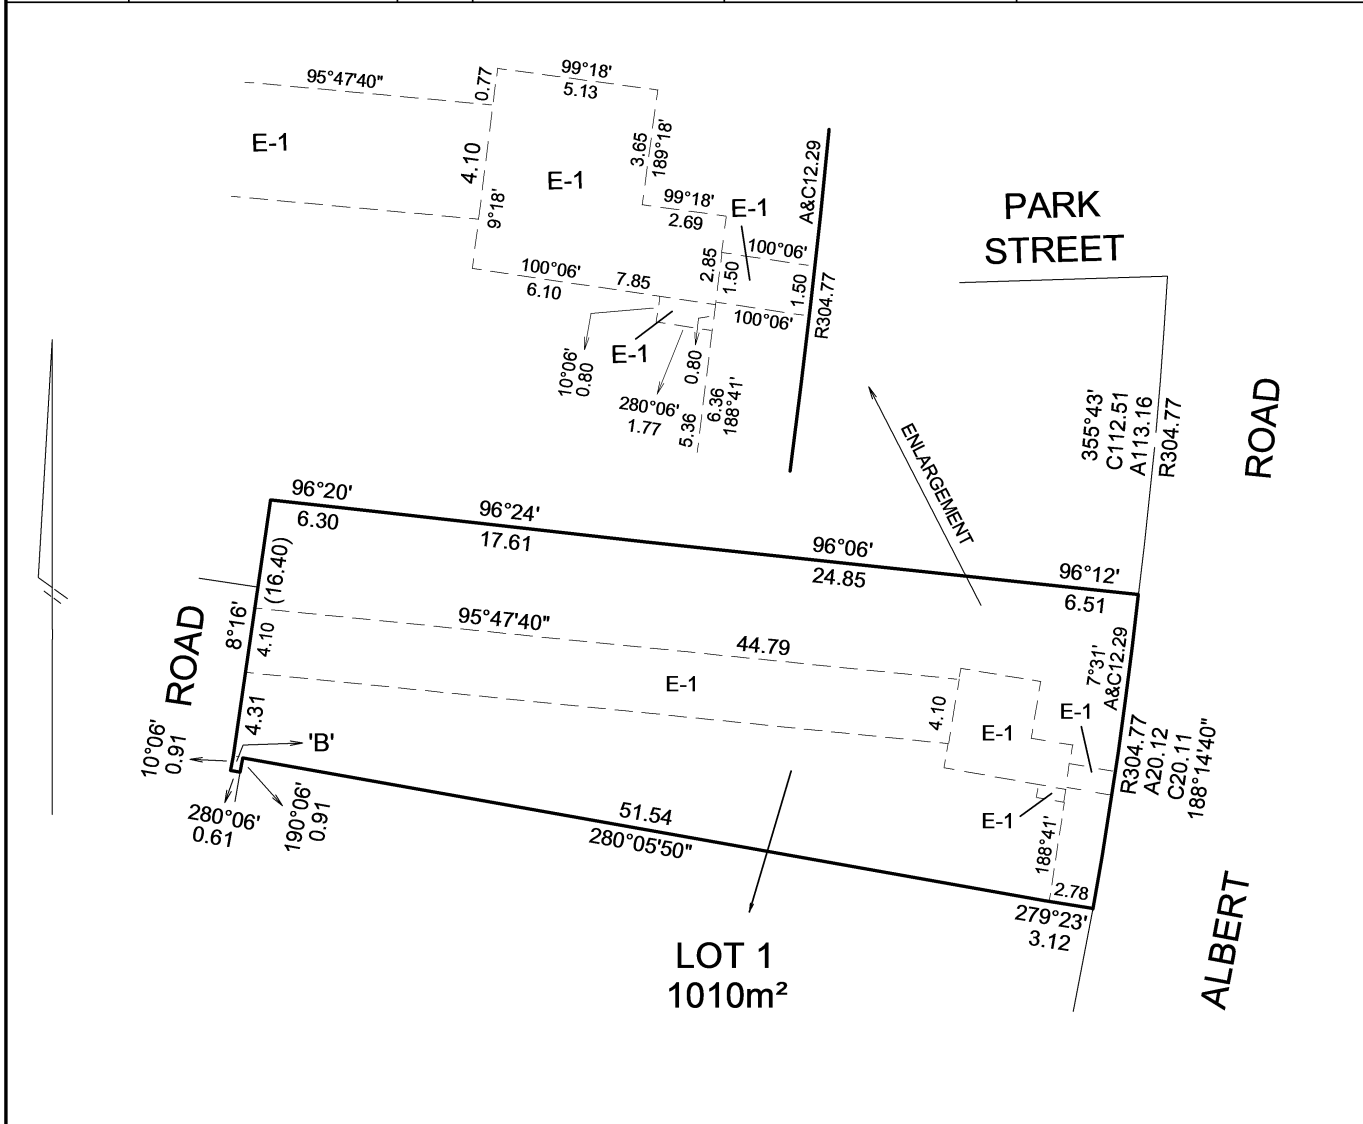 95°47'40"
E-1
0.77
4.10
9°18'
99°18'
5.13
E-1
3.65
189°18'
99°18'
2.69
E-1
2.85
1.50
100°06'
1.50
100°06'
A&C12.29
R304.77
100°06'
6.10
7.85
10°06'
0.80
E-1
280°06'
1.77
0.80
5.36
6.36
188°41'
PARK
STREET
ENLARGEMENT
355°43'
C112.51
A113.16
R304.77
ROAD
96°20'
6.30
96°24'
17.61
96°06'
24.85
96°12'
6.51
(16.40)
8°16'
4.10
4.31
ROAD
95°47'40"
44.79
E-1
4.10
E-1
E-1
E-1
7°31'
A&C12.29
R304.77
A20.12
C20.11
188°14'40"
188°41'
2.78
279°23'
3.12
'B'
10°06'
0.91
280°06'
0.61
190°06'
0.91
51.54
280°05'50"
LOT 1
1010m²
ALBERT